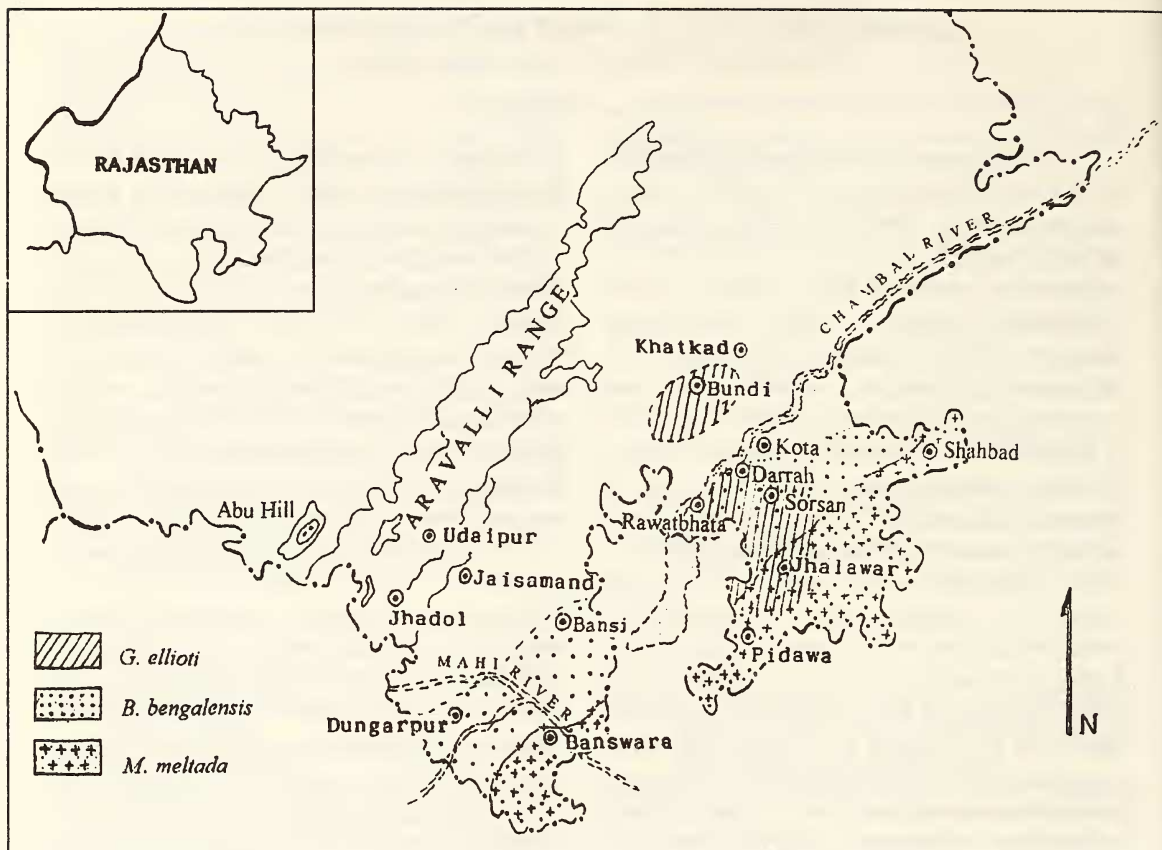 RAJASTHAN
CHAMBAL RIVER
ARAVALLI RANGE
Khatkad
Bundi
Kota
Shahbad
Darrah
Sorsan
Rawatbhata
Abu Hill
Udaipur
Jhalawar
Jaisamand
Jhadol
Bansi
Pidawa
G. ellioti
MAHI RIVER
B. bengalensis
Dungarpur
Banswara
N
M. meltada